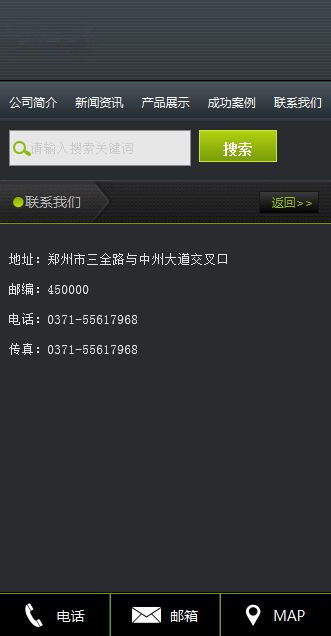 公司简介 新闻资讯 产品展示 成功案例 联系我们
请输入搜索关键词 搜索
联系我们 返回>>
地址：郑州市三全路与中州大道交叉口
邮编：450000
电话：0371-55617968
传真：0371-55617968
电话 邮箱 MAP